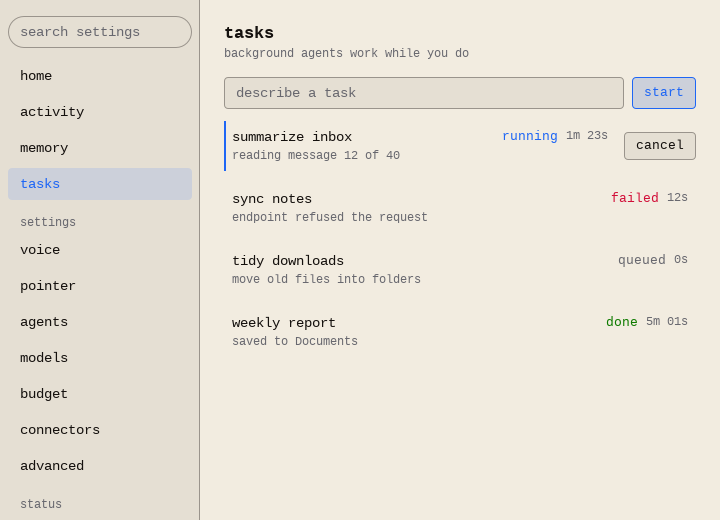 search settings
home
activity
memory
tasks
settings
voice
pointer
agents
models
budget
connectors
advanced
status
tasks
background agents work while you do
describe a task
start
summarize inbox
running 1m 23s
cancel
reading message 12 of 40
sync notes
failed 12s
endpoint refused the request
tidy downloads
queued 0s
move old files into folders
weekly report
done 5m 01s
saved to Documents